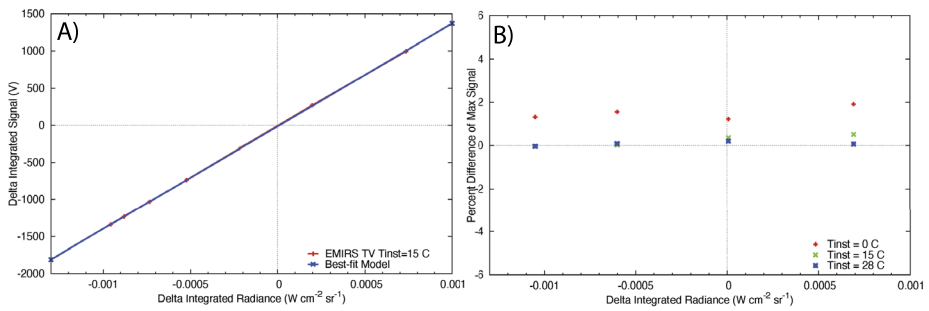 A)
1500
1000
500
0
-500
-1000
-1500
-2000
Delta Integrated Signal (V)
EMIRS TV Tinst=15 C
Best-fit Model
-0.001
-0.0005
0
0.0005
0.001
Delta Integrated Radiance (W cm-2 sr-1)
B)
6
4
2
0
-2
-4
-6
Percent Difference of Max Signal
Tinst = 0 C
Tinst = 15 C
Tinst = 28 C
-0.001
-0.0005
0
0.0005
0.001
Delta Integrated Radiance (W cm-2 sr-1)